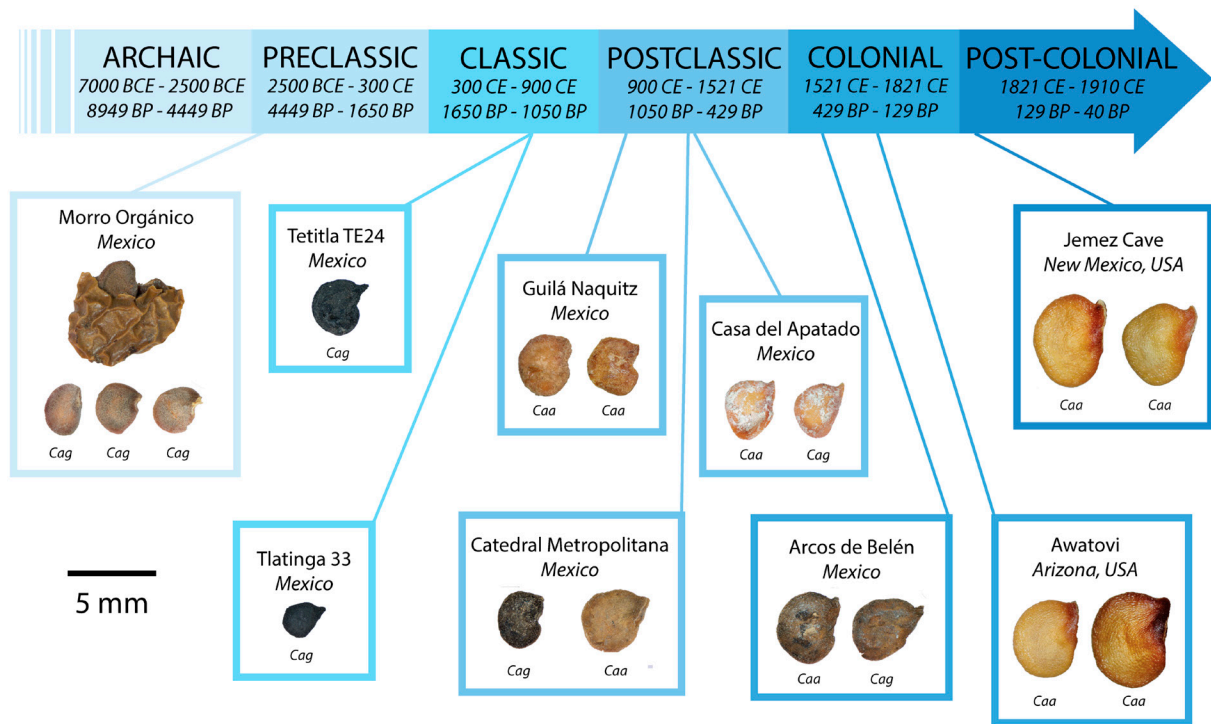 ARCHAIC
7000 BCE - 2500 BCE
8949 BP - 4449 BP
PRECLASSIC
2500 BCE - 300 CE
4449 BP - 1650 BP
CLASSIC
300 CE - 900 CE
1650 BP - 1050 BP
POSTCLASSIC
900 CE - 1521 CE
1050 BP - 429 BP
COLONIAL
1521 CE - 1821 CE
429 BP - 129 BP
POST-COLONIAL
1821 CE - 1910 CE
129 BP - 40 BP
Morro Orgánico
Mexico
Cag Cag Cag
Tetitla TE24
Mexico
Cag
Guilá Naquitz
Mexico
Caa Caa
Casa del Apatado
Mexico
Caa Cag
Jemez Cave
New Mexico, USA
Caa Caa
Tlatinga 33
Mexico
Cag
Catedral Metropolitana
Mexico
Cag Caa
Arcos de Belén
Mexico
Caa Cag
Awatovi
Arizona, USA
Caa Caa
5 mm